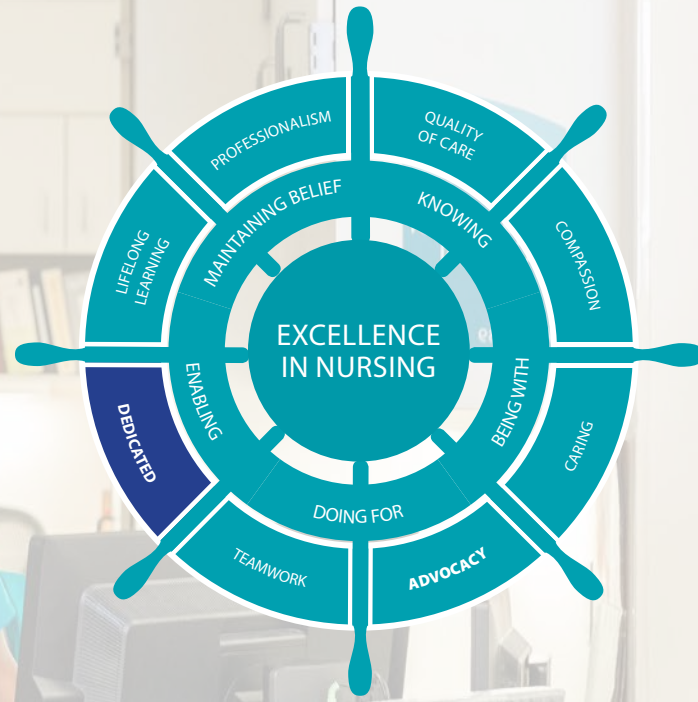 PROFESSIONALISM
QUALITY
OF CARE
COMPASSION
CARING
ADVOCACY
TEAMWORK
DEDICATED
LIFELONG
LEARNING
MAINTAINING BELIEF
KNOWING
BEING WITH
DOING FOR
ENABLING
EXCELLENCE
IN NURSING